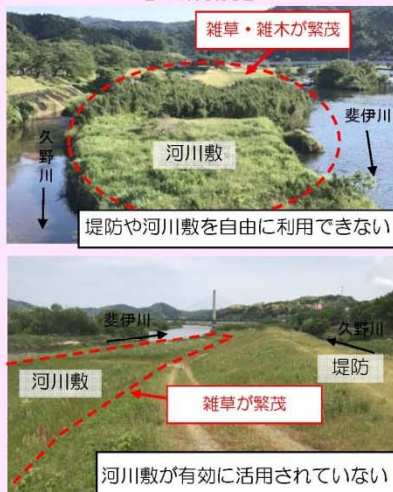 雑草・雑木が繁茂
斐伊川
久野川
河川敷
堤防や河川敷を自由に利用できない
斐伊川
久野川
堤防
河川敷
雑草が繁茂
河川敷が有効に活用されていない